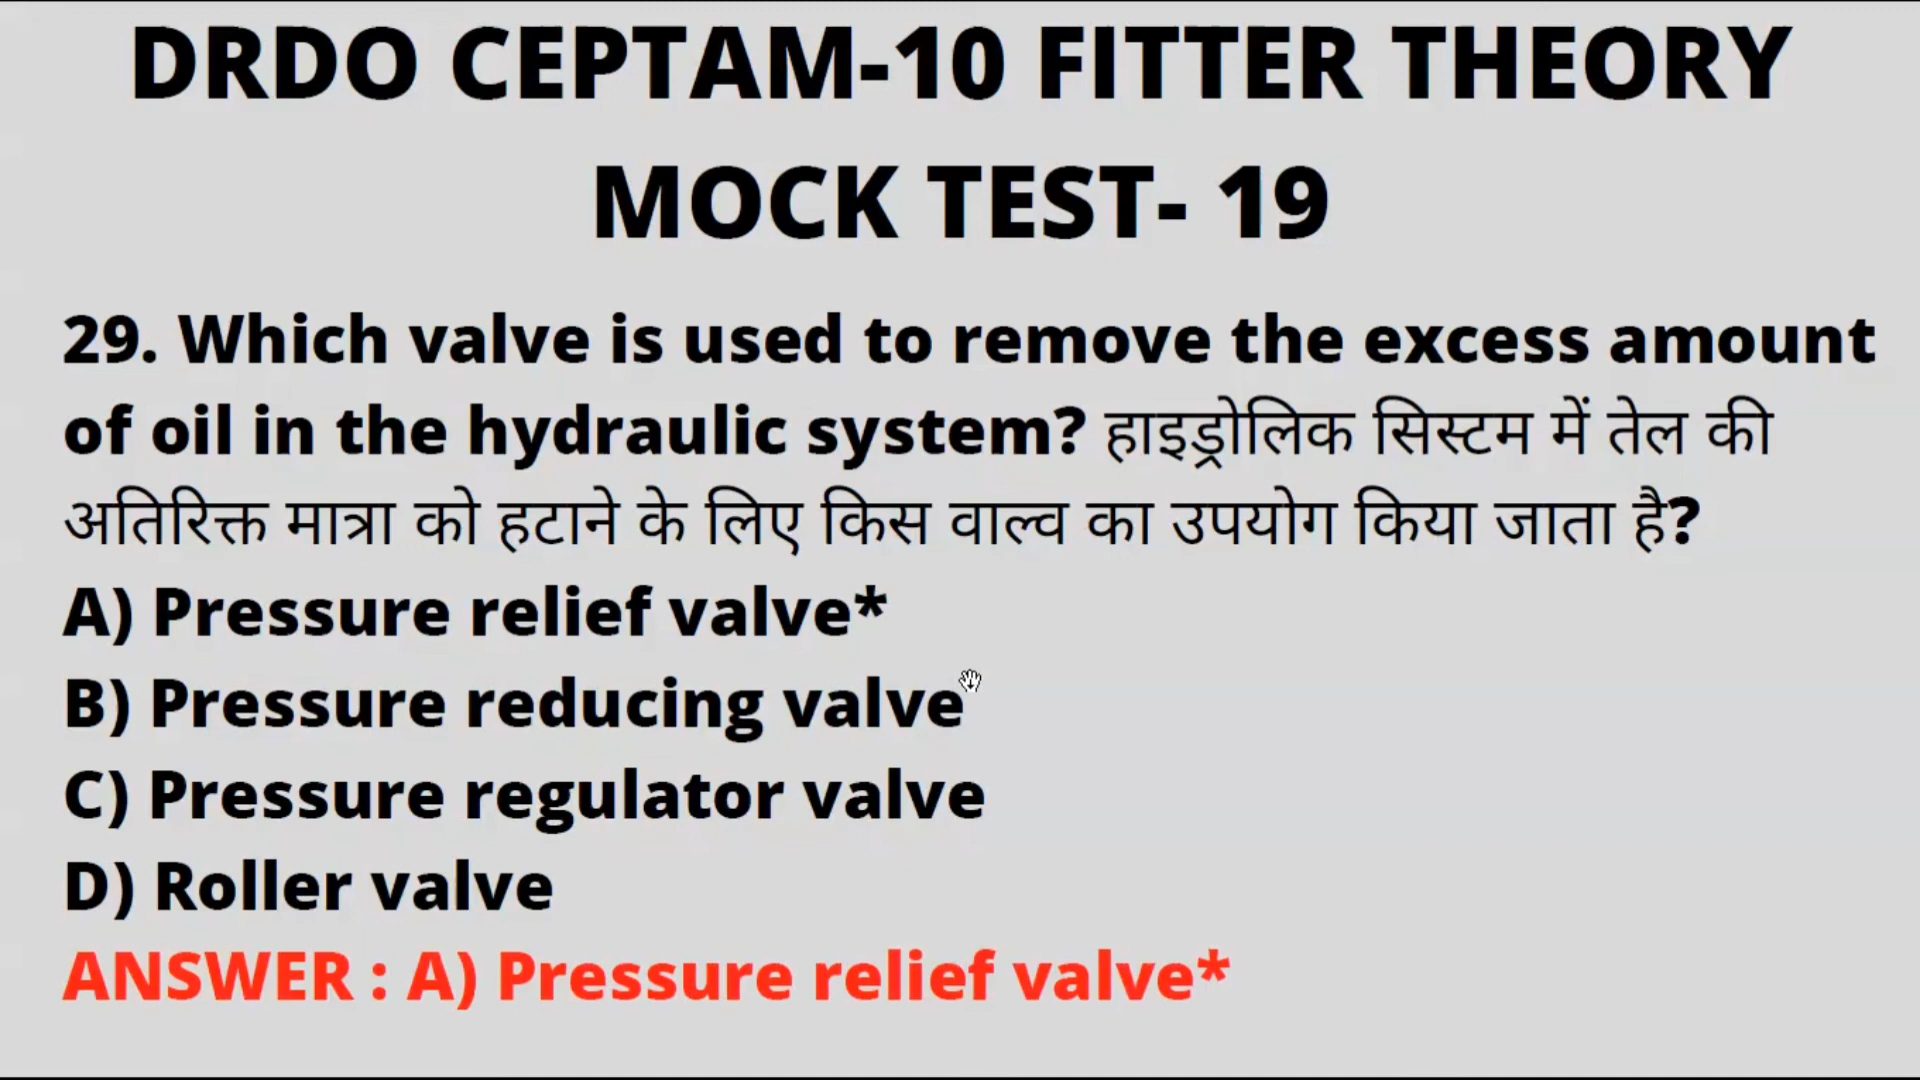 DRDO CEPTAM-10 FITTER THEORY
MOCK TEST- 19
29. Which valve is used to remove the excess amount
of oil in the hydraulic system? हाइड्रोलिक सिस्टम में तेल की
अतिरिक्त मात्रा को हटाने के लिए किस वाल्व का उपयोग किया जाता है?
A) Pressure relief valve*
B) Pressure reducing valve
C) Pressure regulator valve
D) Roller valve
ANSWER : A) Pressure relief valve*